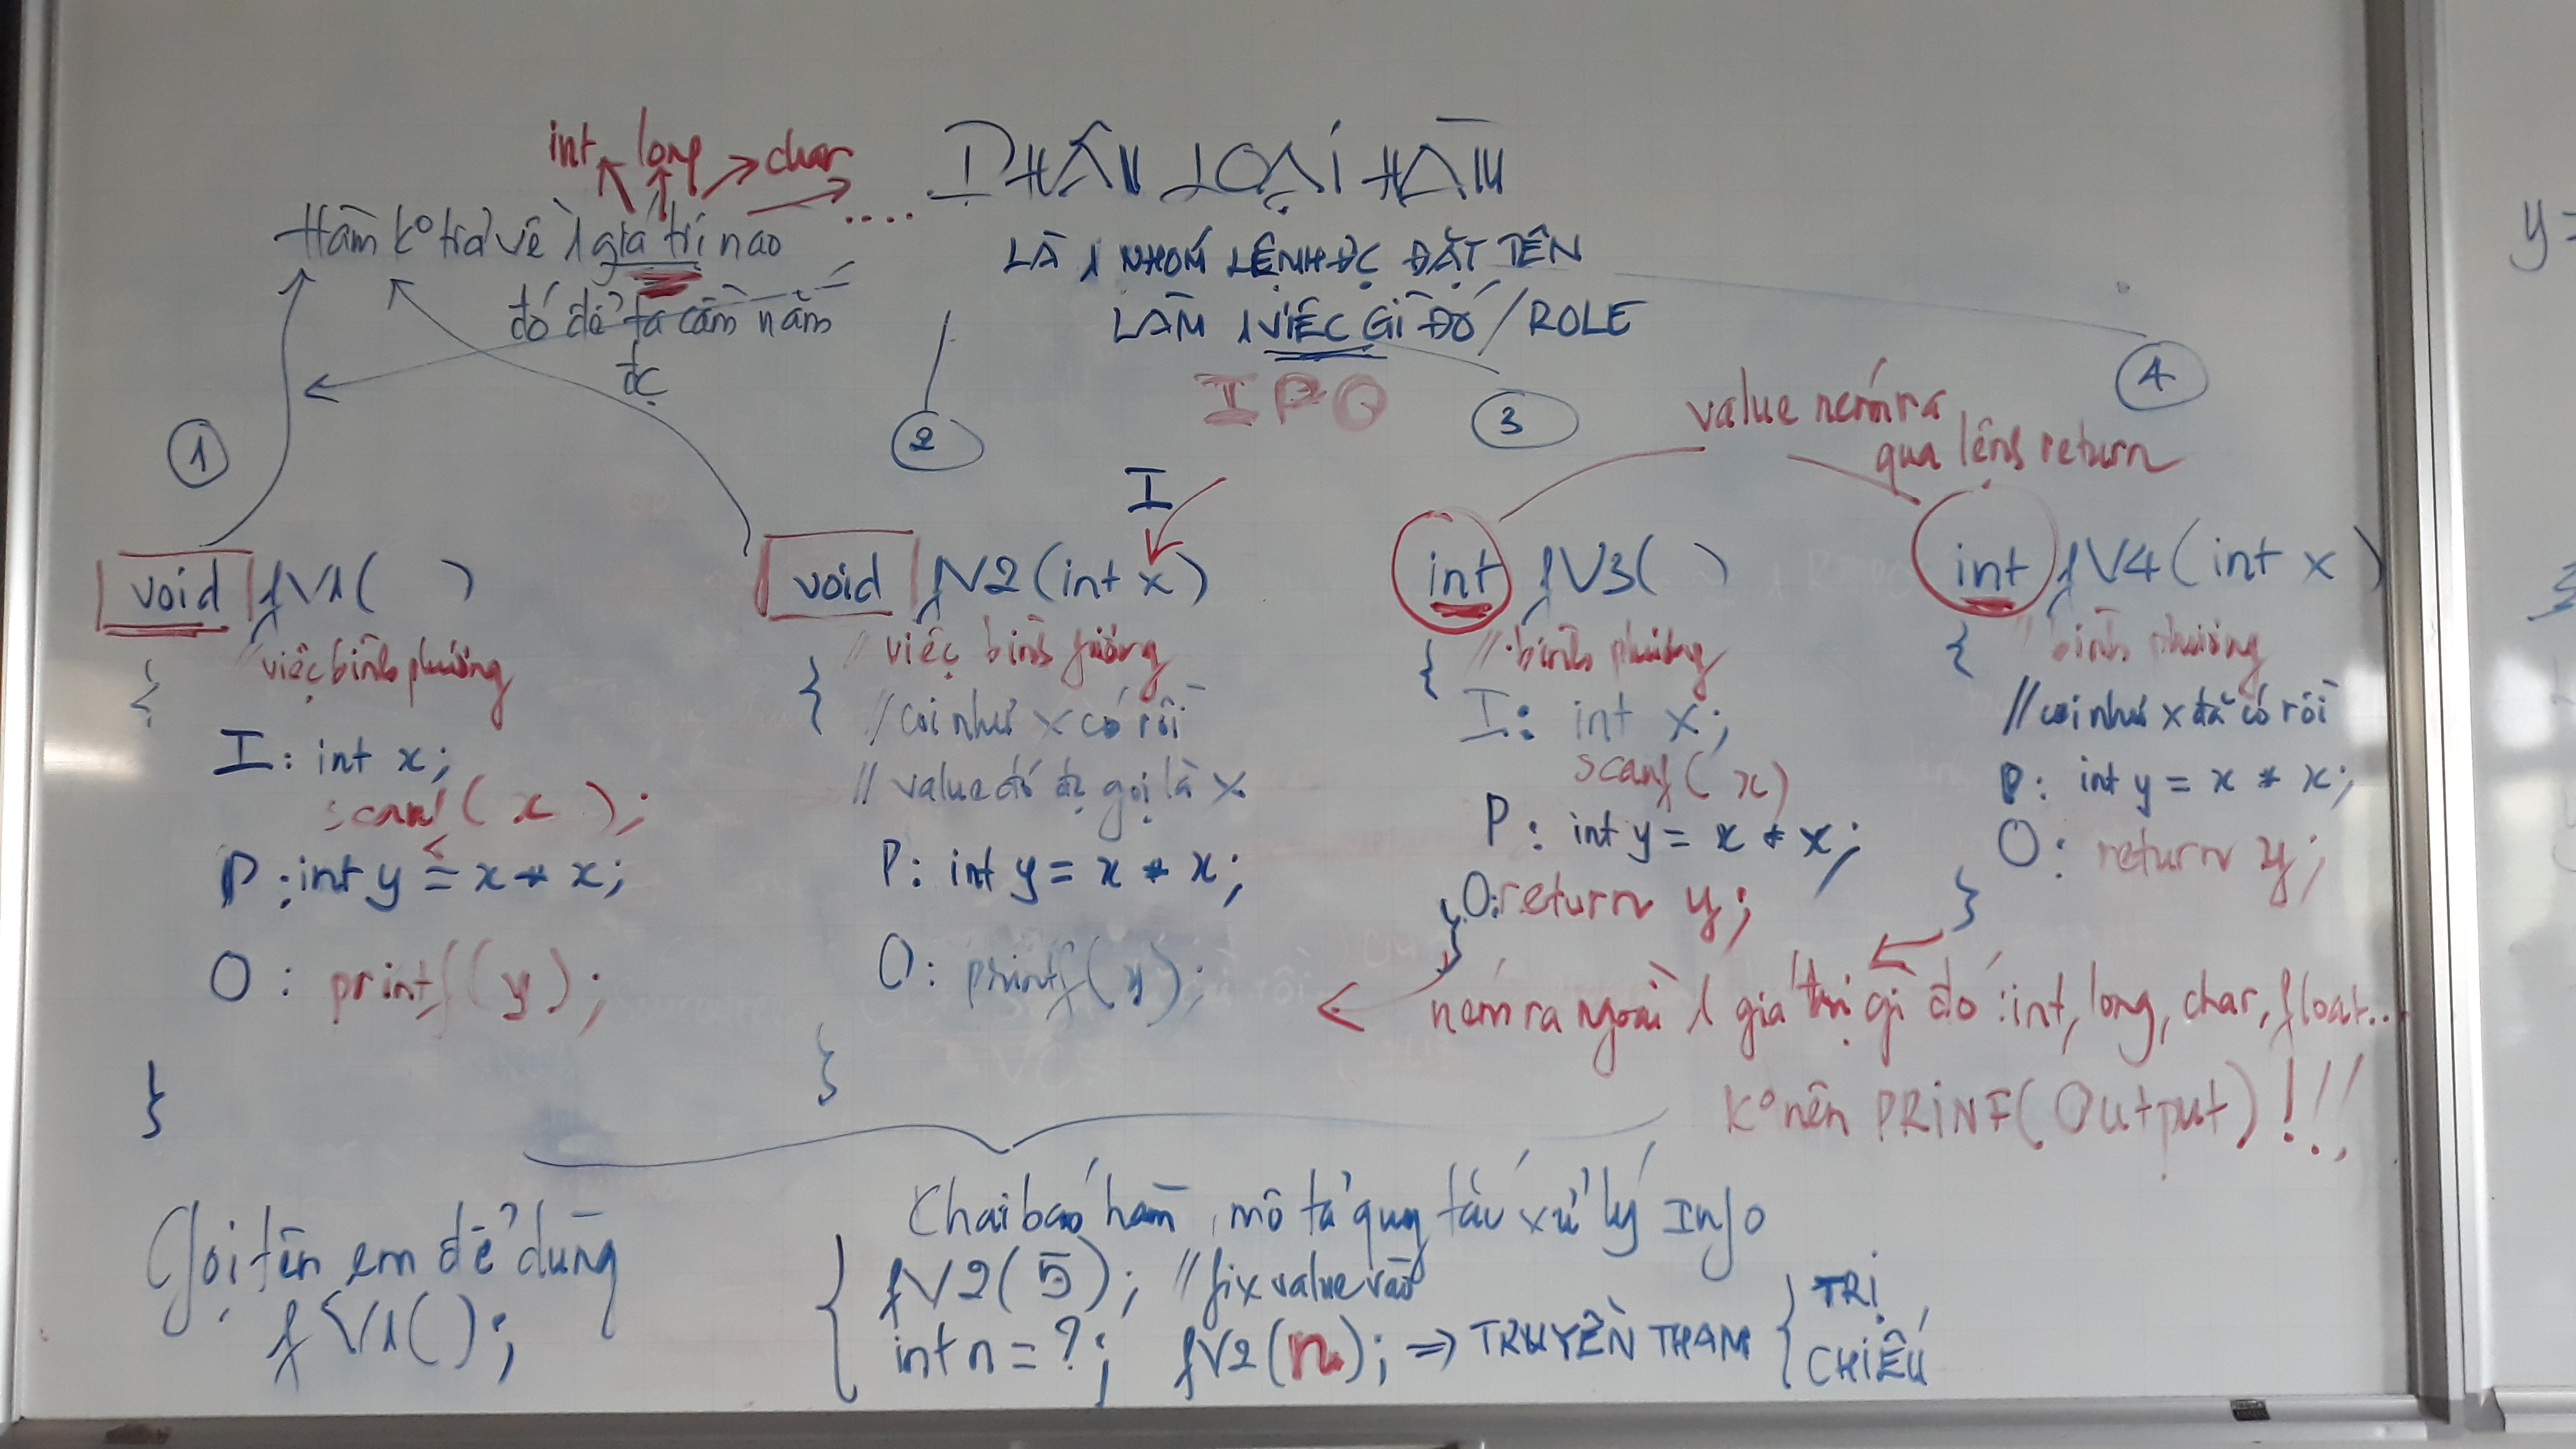 PHÂN LOẠI HÀM
LÀ 1 NHÓM LỆNH ĐC ĐẶT TÊN
LÀM 1 VIỆC GÌ ĐÓ / ROLE
I P O
int long char
....
Hàm ko trả về 1 giá trị nào
đó để ta cầm nắm
đc
1
void fV1( )
// việc bình phương
{
I: int x;
scanf( x );
P: int y = x * x;
O: printf(y);
}
Gọi tên em để dùng
fV1();
2
I
void fV2(int x)
// việc bình fương
{
// coi như x có rồi
// value đó đc gọi là x
P: int y = x * x;
O: printf(y);
}
3
value ném ra
qua lệnh return
int fV3( )
// bình phương
{
I: int x;
scanf( x)
P: int y = x * x;
O: return y;
}
4
int fV4(int x)
// bình phương
{
// coi như x đã có rồi
P: int y = x * x;
O: return y;
}
ném ra ngoài 1 giá trị gì đó: int, long, char, float...
Ko nên PRINF(Output)!!!
Khai báo hàm, mô tả quy tắc xử lý Info
fV2(5); // fix value vào
int n = ?; fV2(n); => TRUYỀN THAM { TRỊ
CHIẾU
y=